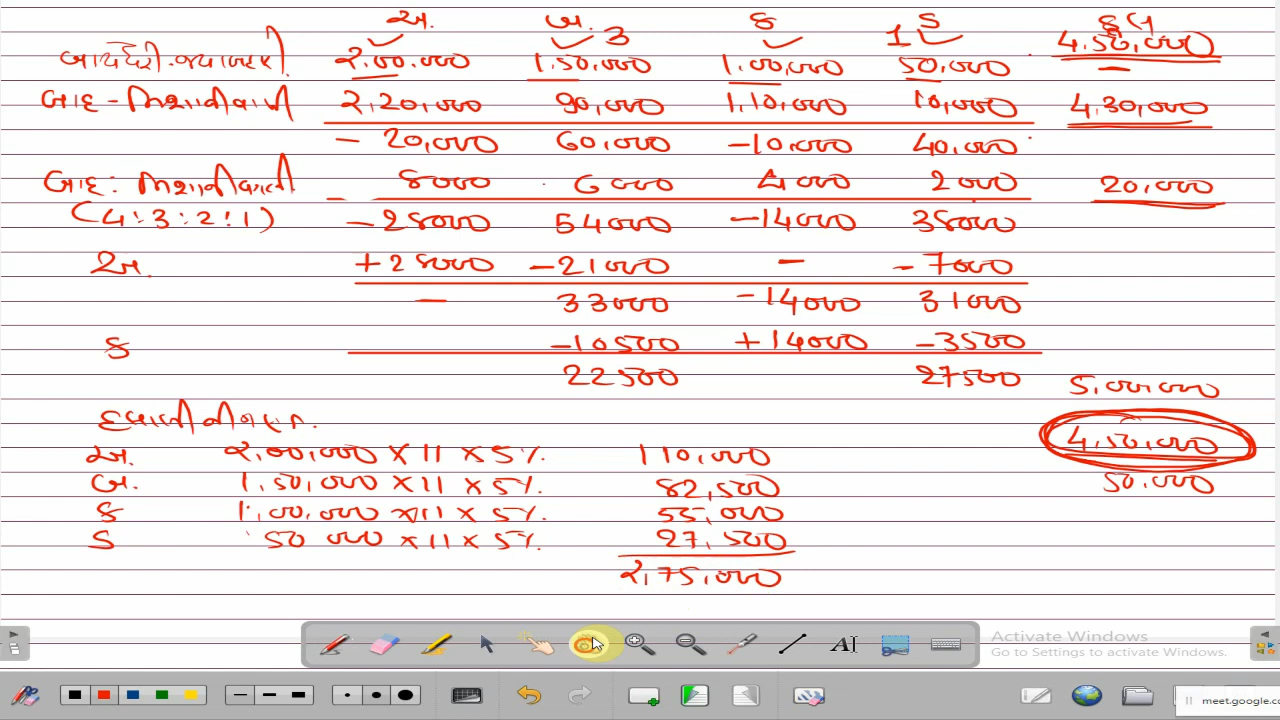 અ. બ. ક ડ કુલ
બાંયધરી જવાબદારી 2,00,000 1,50,000 3 1,00,000 1 50,000 4,50,000 –
બાદ - નિશાનીવાળી 2,20,000 90,000 1,10,000 10,000 4,30,000
- 20,000 60,000 -10,000 40,000
બાદ : નિશાની વિનાની 8000 6000 4000 2000 20,000
(4:3:2:1) - 28000 54000 -14000 38000
અ. +28000 -21000 - -7000
– 33000 -14000 31000
ક -10500 +14000 -3500
22500 27500
5,00,000
4,50,000
50,000
અ. 2,00,000 × 11 × 5%. 110,000
બ. 1,50,000 × 11 × 5%. 82,500
ક 1,00,000 × 11 × 5%. 55,000
ડ 50 000 × 11 × 5%. 27,500
2,75,000
AI
Activate Windows
Go to Settings to activate Windows.
meet.google.co